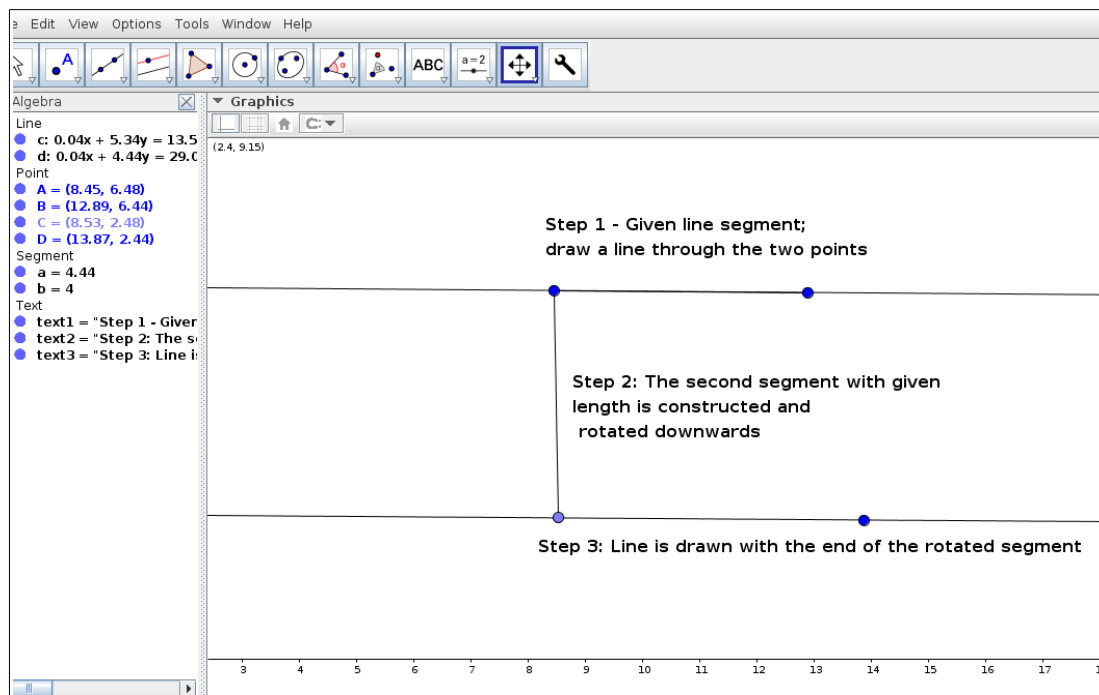 e Edit View Options Tools Window Help
A ABC a=2
Algebra
Graphics
Line
c: 0.04x + 5.34y = 13.5
d: 0.04x + 4.44y = 29.0
Point
A = (8.45, 6.48)
B = (12.89, 6.44)
C = (8.53, 2.48)
D = (13.87, 2.44)
Segment
a = 4.44
b = 4
Text
text1 = "Step 1 - Giver
text2 = "Step 2: The s
text3 = "Step 3: Line i
C:
(2.4, 9.15)
Step 1 - Given line segment;
draw a line through the two points
Step 2: The second segment with given
length is constructed and
rotated downwards
Step 3: Line is drawn with the end of the rotated segment
3 4 5 6 7 8 9 10 11 12 13 14 15 16 17